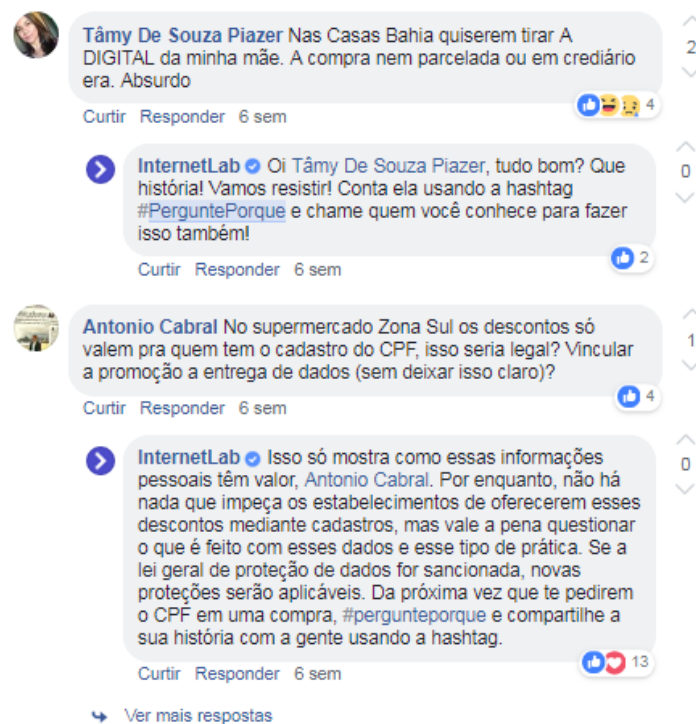 Tâmy De Souza Piazer Nas Casas Bahia quiserem tirar A
DIGITAL da minha mãe. A compra nem parcelada ou em crediário
era. Absurdo
2
4
Curtir Responder 6 sem
InternetLab Oi Tâmy De Souza Piazer, tudo bom? Que
história! Vamos resistir! Conta ela usando a hashtag
#PerguntePorque e chame quem você conhece para fazer
isso também!
0
2
Curtir Responder 6 sem
Antonio Cabral No supermercado Zona Sul os descontos só
valem pra quem tem o cadastro do CPF, isso seria legal? Vincular
a promoção a entrega de dados (sem deixar isso claro)?
1
4
Curtir Responder 6 sem
InternetLab Isso só mostra como essas informações
pessoais têm valor, Antonio Cabral. Por enquanto, não há
nada que impeça os estabelecimentos de oferecerem esses
descontos mediante cadastros, mas vale a pena questionar
o que é feito com esses dados e esse tipo de prática. Se a
lei geral de proteção de dados for sancionada, novas
proteções serão aplicáveis. Da próxima vez que te pedirem
o CPF em uma compra, #pergunteporque e compartilhe a
sua história com a gente usando a hashtag.
0
13
Curtir Responder 6 sem
Ver mais respostas